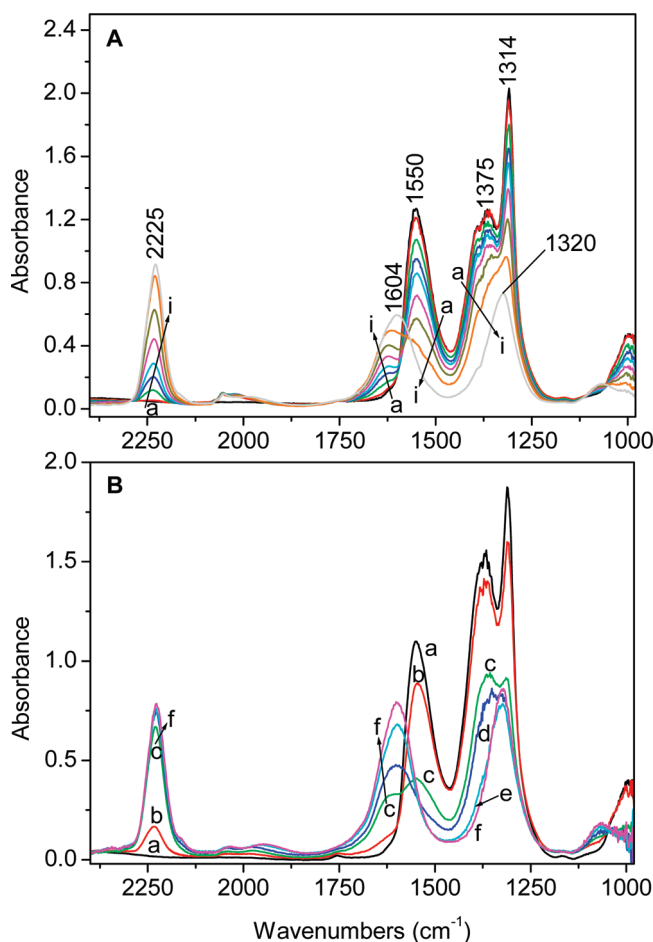 A
2.4
2.0
1.6
1.2
0.8
0.4
0.0
Absorbance
2225
1604
1550
1375
1314
1320
a
i
i
a
a
i
a
i
2250
2000
1750
1500
1250
1000
B
2.0
1.5
1.0
0.5
0.0
Absorbance
a
b
c
f
b
a
f
c
c
c
d
e
f
2250
2000
1750
1500
1250
1000
Wavenumbers (cm⁻¹)